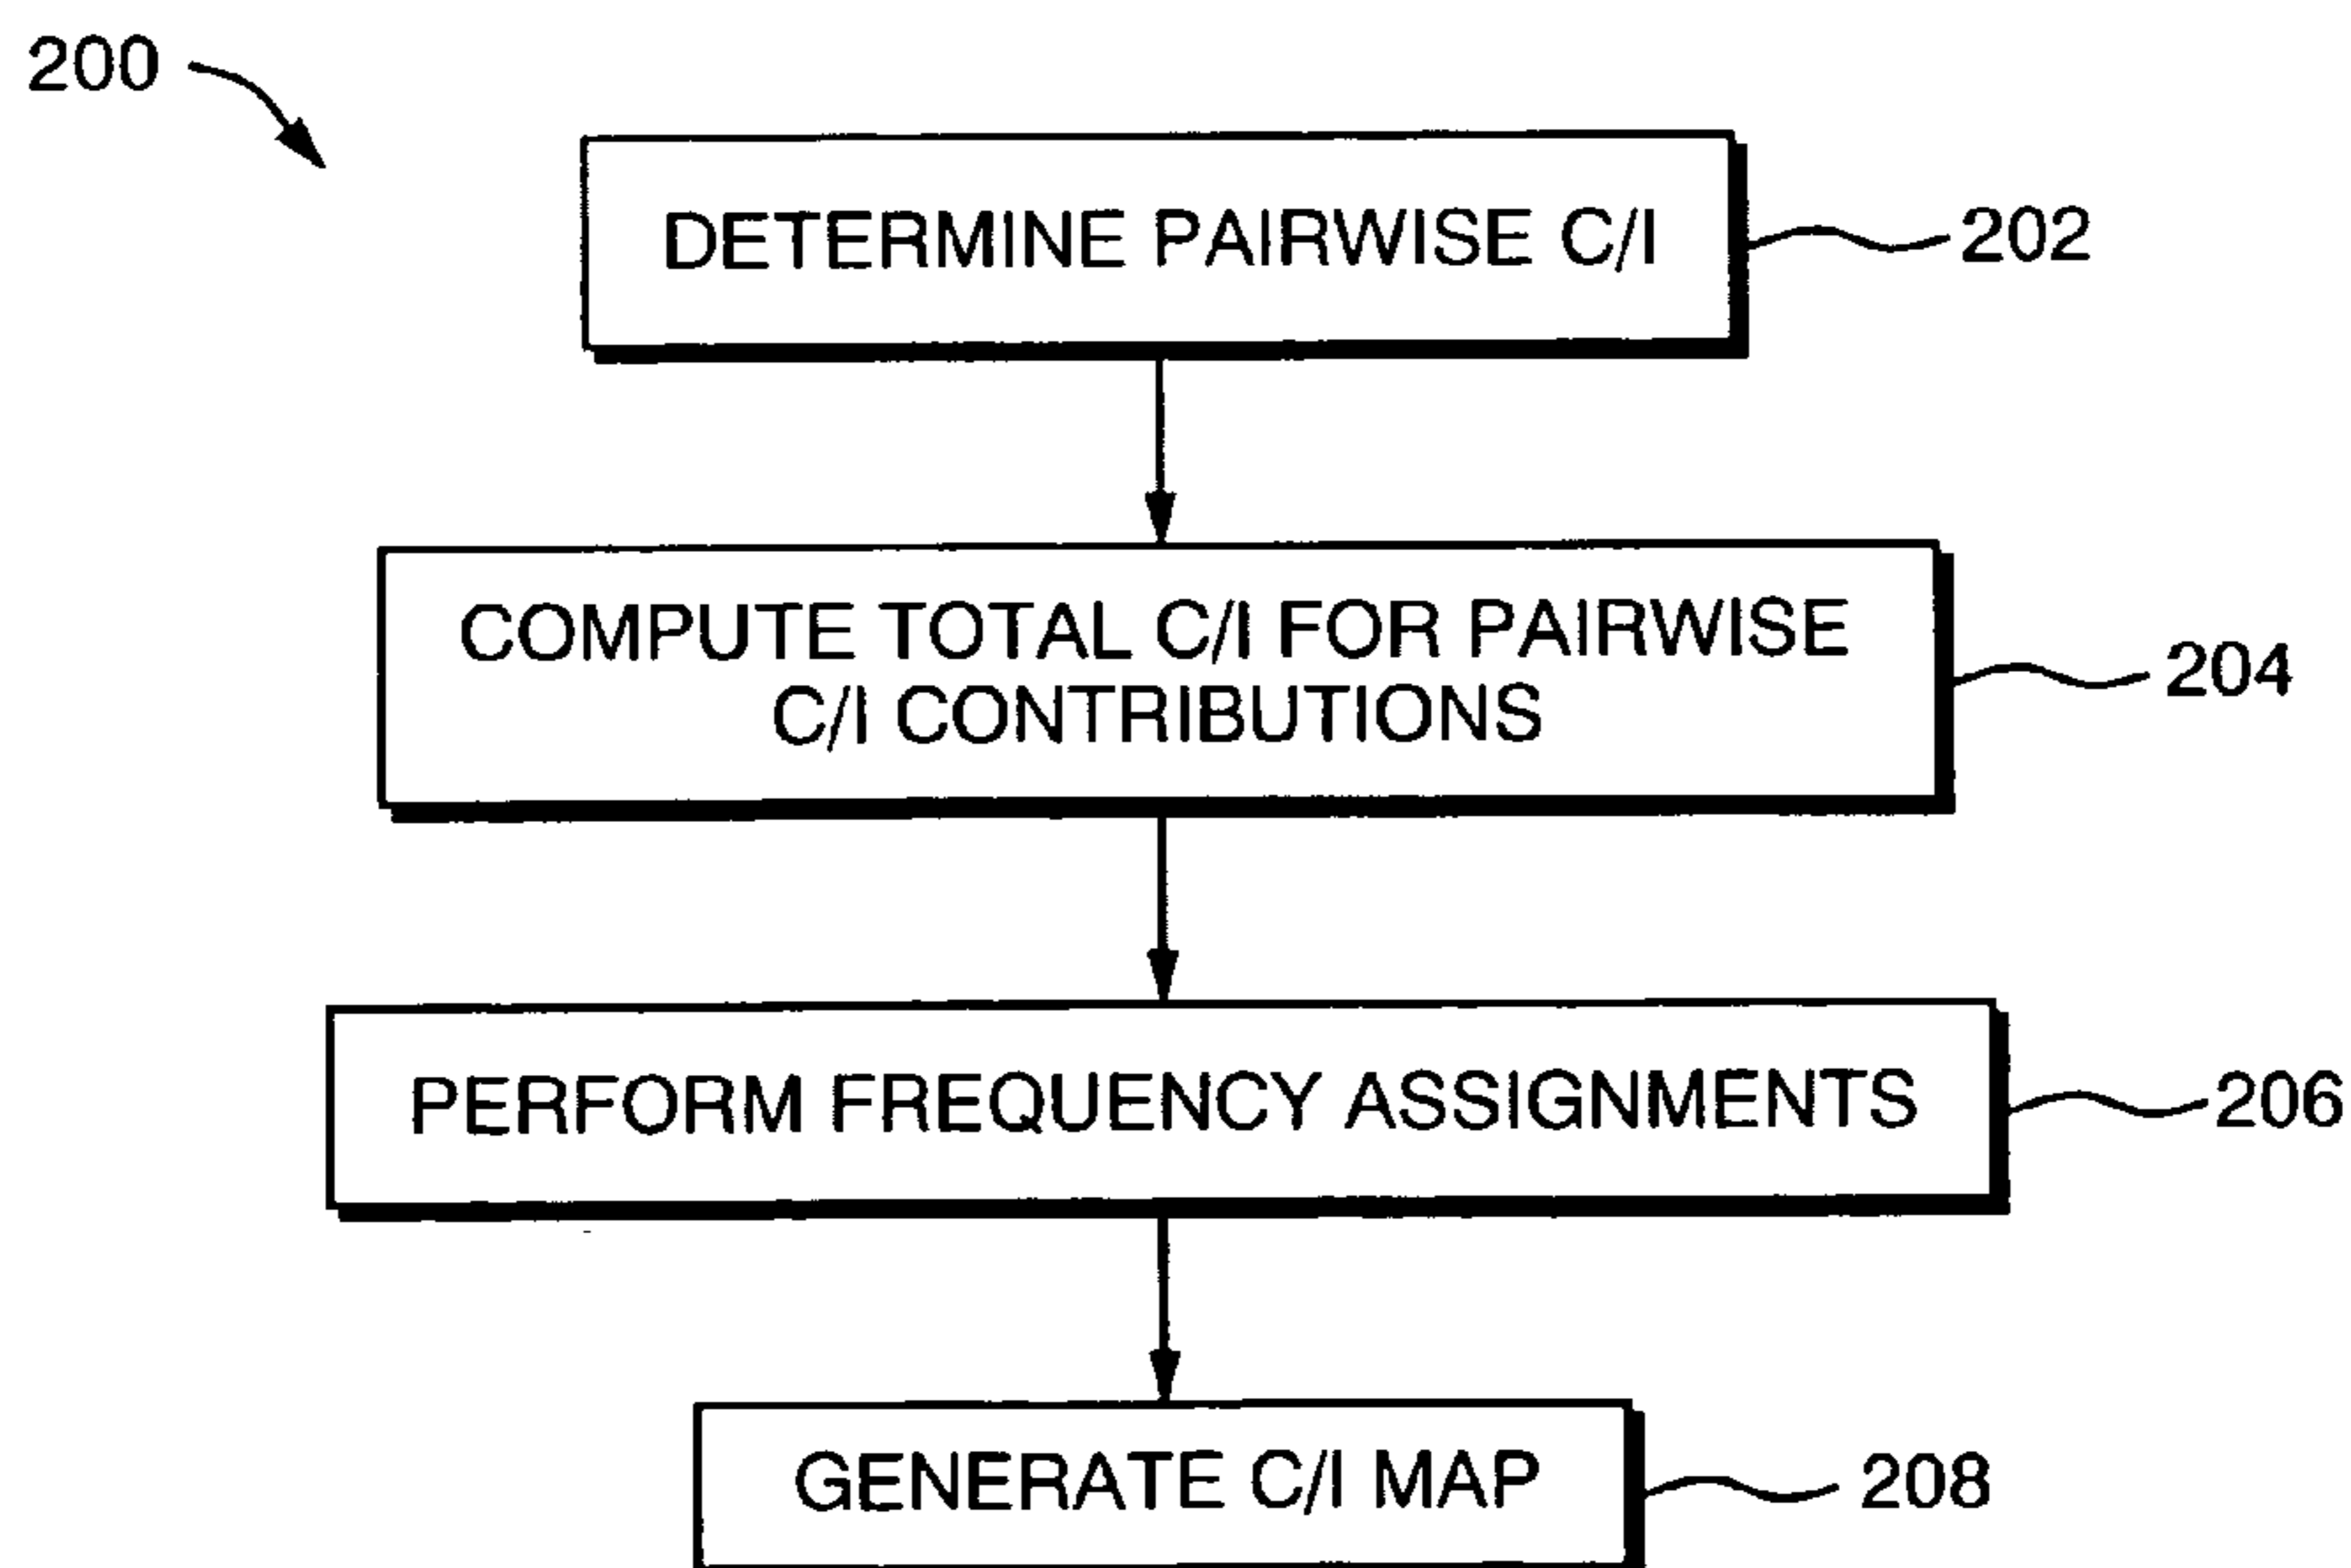 200
DETERMINE PAIRWISE C/I
202
COMPUTE TOTAL C/I FOR PAIRWISE
C/I CONTRIBUTIONS
204
PERFORM FREQUENCY ASSIGNMENTS
206
GENERATE C/I MAP
208